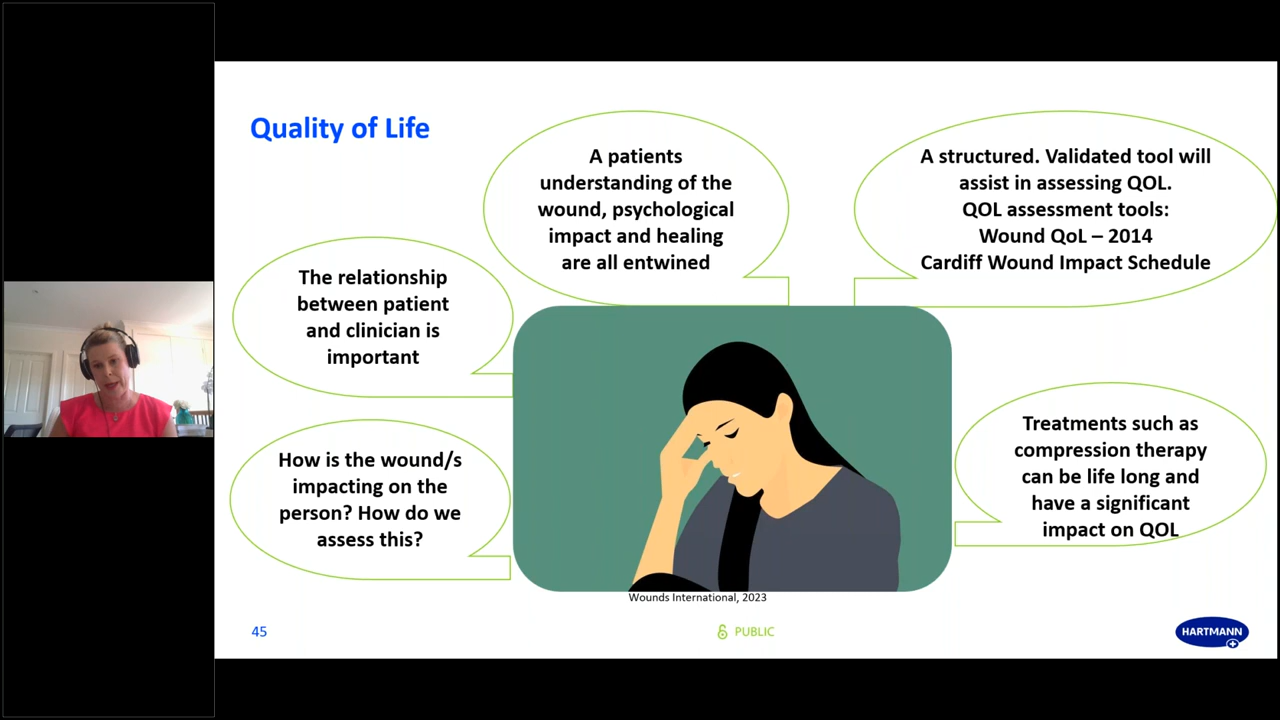 Quality of Life
A patients
understanding of the
wound, psychological
impact and healing
are all entwined
A structured. Validated tool will
assist in assessing QOL.
QOL assessment tools:
Wound QoL – 2014
Cardiff Wound Impact Schedule
The relationship
between patient
and clinician is
important
How is the wound/s
impacting on the
person? How do we
assess this?
Treatments such as
compression therapy
can be life long and
have a significant
impact on QOL
Wounds International, 2023
45
PUBLIC
HARTMANN